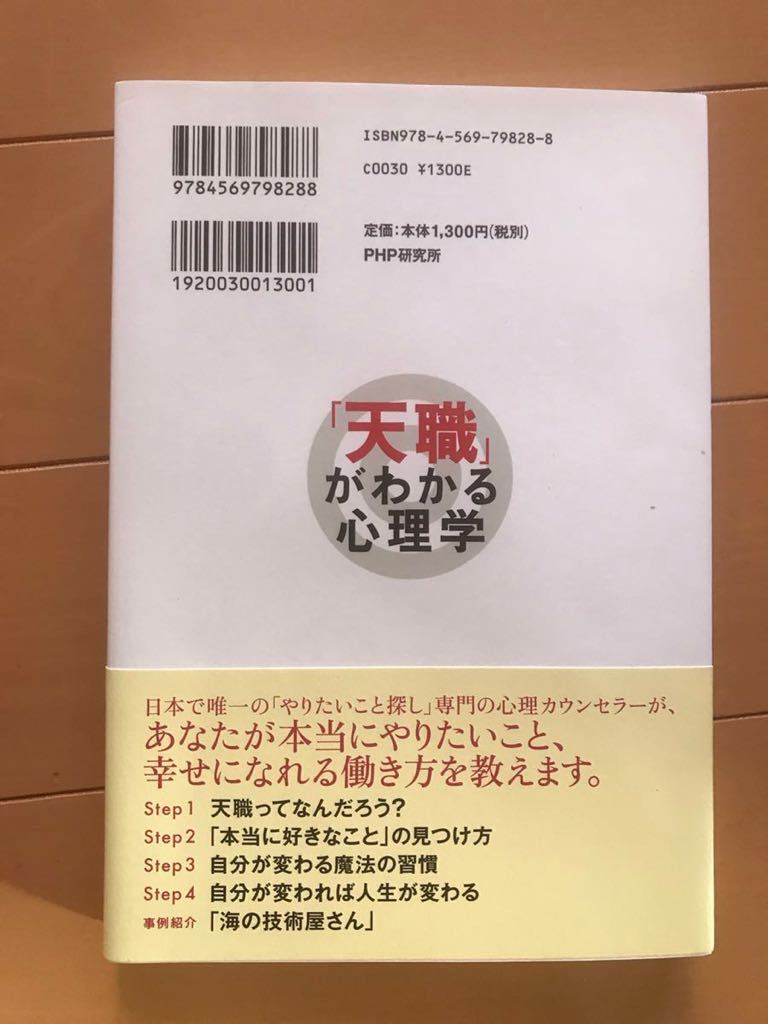 9784569798288
ISBN978-4-569-79828-8
C0030 ¥1300E
1920030013001
定価：本体1,300円（税別）
PHP研究所
「天職」
がわかる
心理学
日本で唯一の「やりたいこと探し」専門の心理カウンセラーが、
あなたが本当にやりたいこと、
幸せになれる働き方を教えます。
Step1 天職ってなんだろう？
Step2 「本当に好きなこと」の見つけ方
Step3 自分が変わる魔法の習慣
Step4 自分が変われば人生が変わる
事例紹介 「海の技術屋さん」